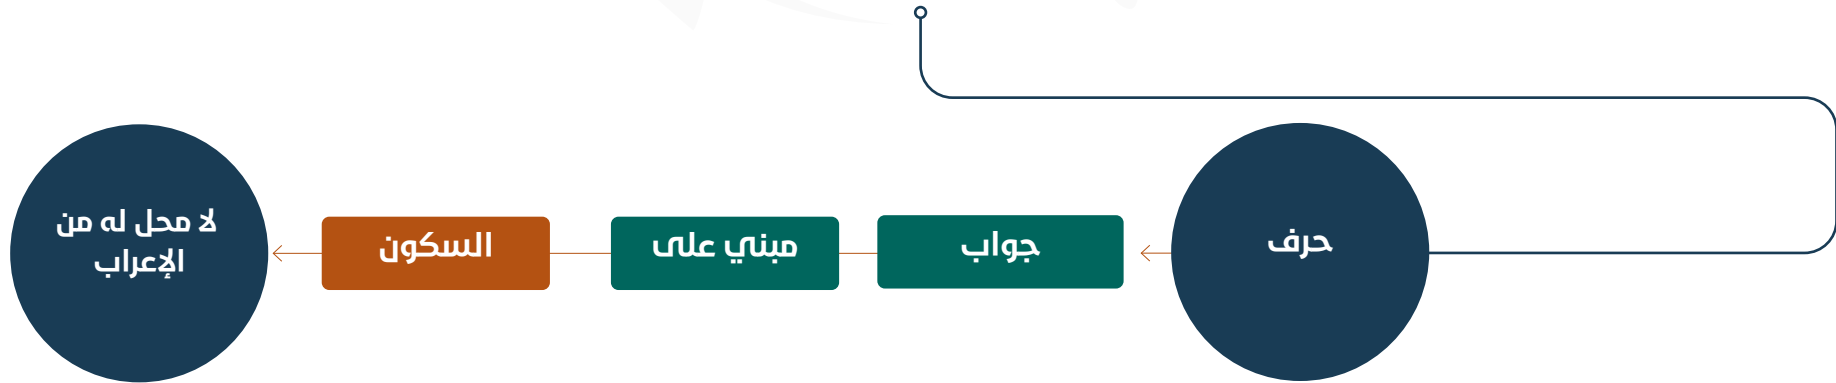 حرف
جواب
مبني على
السكون
لا محل له من
الإعراب